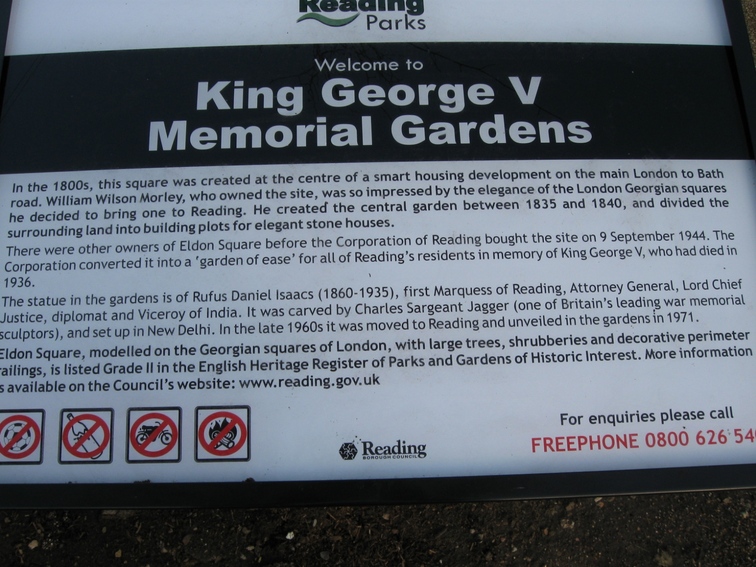 Reading
Parks
Welcome to
King George V
Memorial Gardens
In the 1800s, this square was created at the centre of a smart housing development on the main London to Bath
road. William Wilson Morley, who owned the site, was so impressed by the elegance of the London Georgian squares
he decided to bring one to Reading. He created the central garden between 1835 and 1840, and divided the
surrounding land into building plots for elegant stone houses.
There were other owners of Eldon Square before the Corporation of Reading bought the site on 9 September 1944. The
Corporation converted it into a 'garden of ease' for all of Reading's residents in memory of King George V, who had died in
1936.
The statue in the gardens is of Rufus Daniel Isaacs (1860-1935), first Marquess of Reading, Attorney General, Lord Chief
Justice, diplomat and Viceroy of India. It was carved by Charles Sargeant Jagger (one of Britain's leading war memorial
sculptors), and set up in New Delhi. In the late 1960s it was moved to Reading and unveiled in the gardens in 1971.
Eldon Square, modelled on the Georgian squares of London, with large trees, shrubberies and decorative perimeter
railings, is listed Grade II in the English Heritage Register of Parks and Gardens of Historic Interest. More information
s available on the Council's website: www.reading.gov.uk
Reading
BOROUGH COUNCIL
For enquiries please call
FREEPHONE 0800 626 540